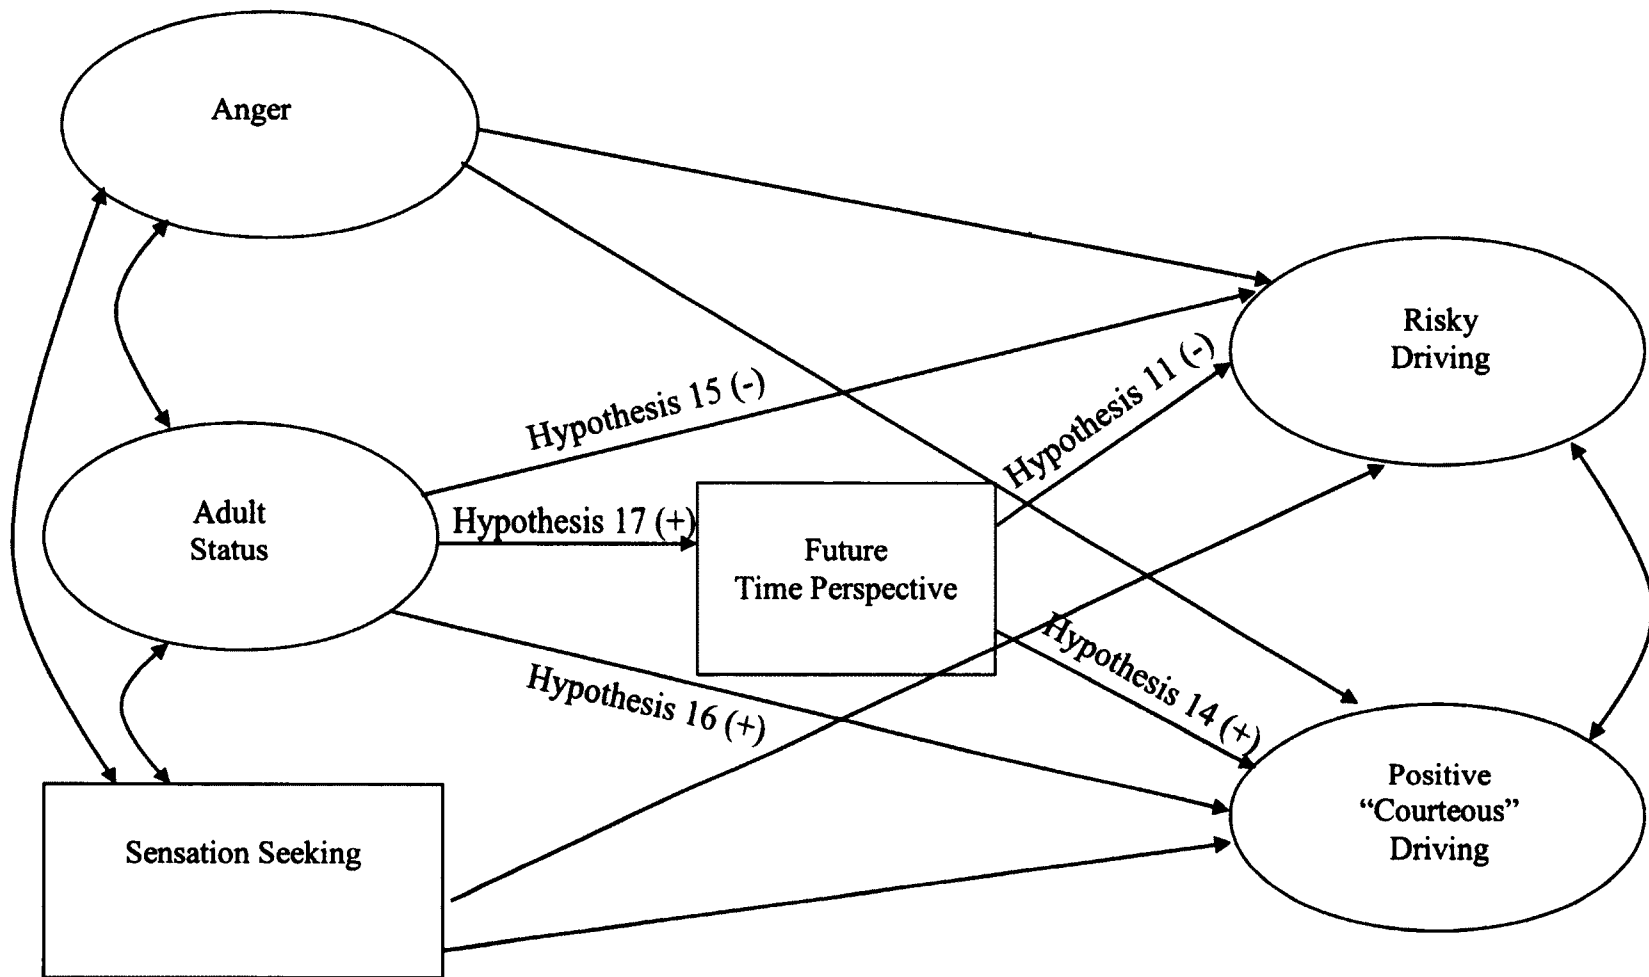 Anger
Risky
Driving
Hypothesis 15 (-)
Hypothesis 11 (-)
Adult
Status
Hypothesis 17 (+)
Future
Time Perspective
Hypothesis 16 (+)
Hypothesis 14 (+)
Positive
“Courteous”
Driving
Sensation Seeking